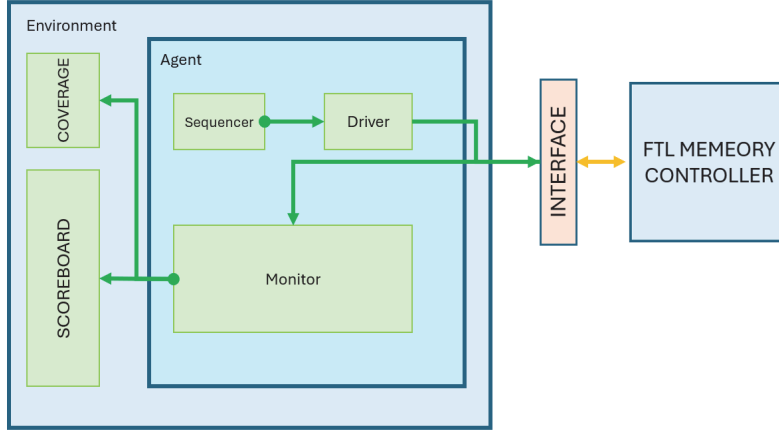 Environment
Agent
COVERAGE
Sequencer
Driver
INTERFACE
FTL MEMEORY
CONTROLLER
SCOREBOARD
Monitor